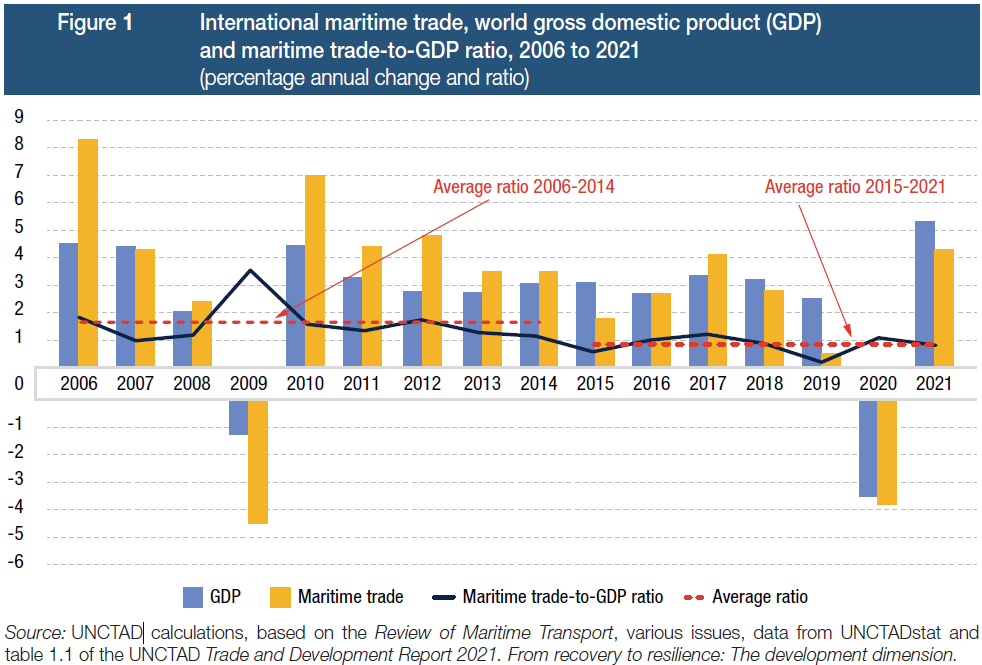 Figure 1
International maritime trade, world gross domestic product (GDP)
and maritime trade-to-GDP ratio, 2006 to 2021
(percentage annual change and ratio)
9
8
7
6
5
4
3
2
1
0
-1
-2
-3
-4
-5
-6
Average ratio 2006-2014
Average ratio 2015-2021
2006 2007 2008 2009 2010 2011 2012 2013 2014 2015 2016 2017 2018 2019 2020 2021
GDP Maritime trade Maritime trade-to-GDP ratio Average ratio
Source: UNCTAD calculations, based on the Review of Maritime Transport, various issues, data from UNCTADstat and
table 1.1 of the UNCTAD Trade and Development Report 2021. From recovery to resilience: The development dimension.